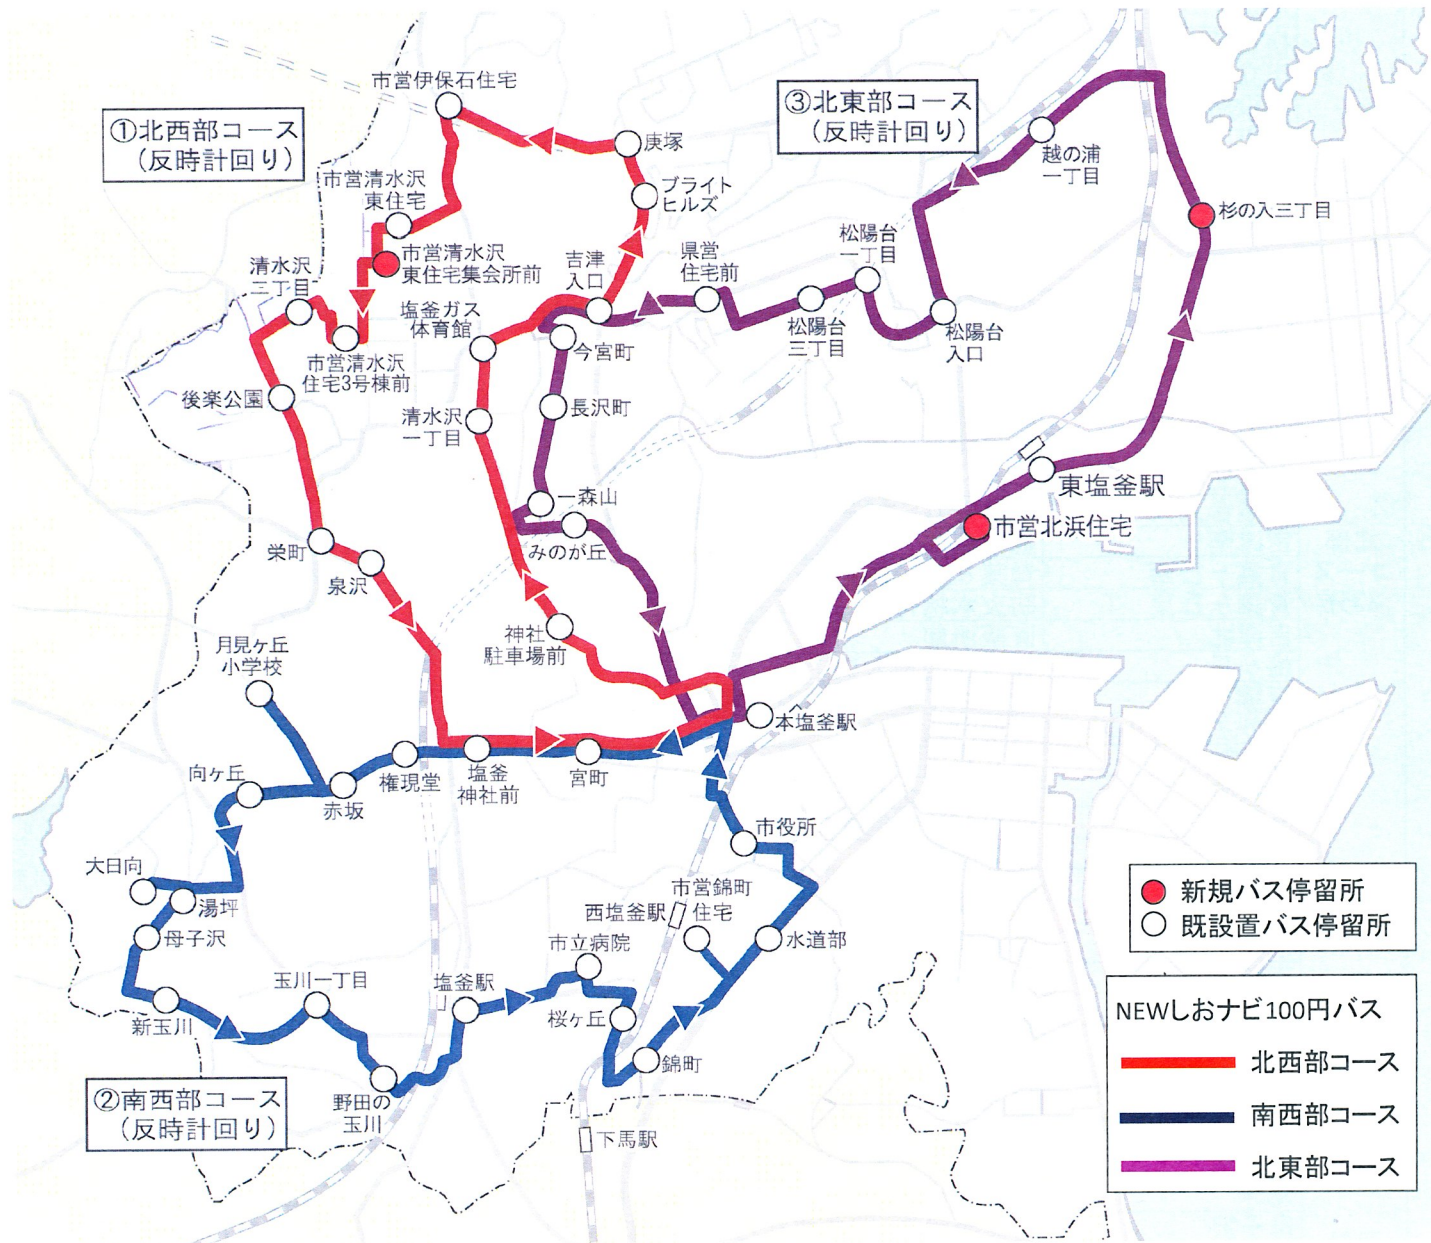 市営伊保石住宅
①北西部コース
(反時計回り)
③北東部コース
(反時計回り)
庚塚
越の浦
一丁目
市営清水沢
東住宅
ブライト
ヒルズ
杉の入三丁目
市営清水沢
東住宅集会所前
清水沢
三丁目
吉津
入口
県営
住宅前
松陽台
一丁目
塩釜ガス
体育館
松陽台
三丁目
松陽台
入口
今宮町
市営清水沢
住宅3号棟前
後楽公園
清水沢
一丁目
長沢町
東塩釜駅
一森山
市営北浜住宅
みのが丘
栄町
泉沢
神社
駐車場前
月見ヶ丘
小学校
本塩釜駅
向ヶ丘
赤坂
権現堂
塩釜
神社前
宮町
市役所
大日向
湯坪
母子沢
市営錦町
住宅
西塩釜駅
水道部
市立病院
玉川一丁目
塩釜駅
新玉川
桜ヶ丘
錦町
野田の
玉川
②南西部コース
(反時計回り)
下馬駅
新規バス停留所
既設置バス停留所
NEWしおナビ100円バス
北西部コース
南西部コース
北東部コース